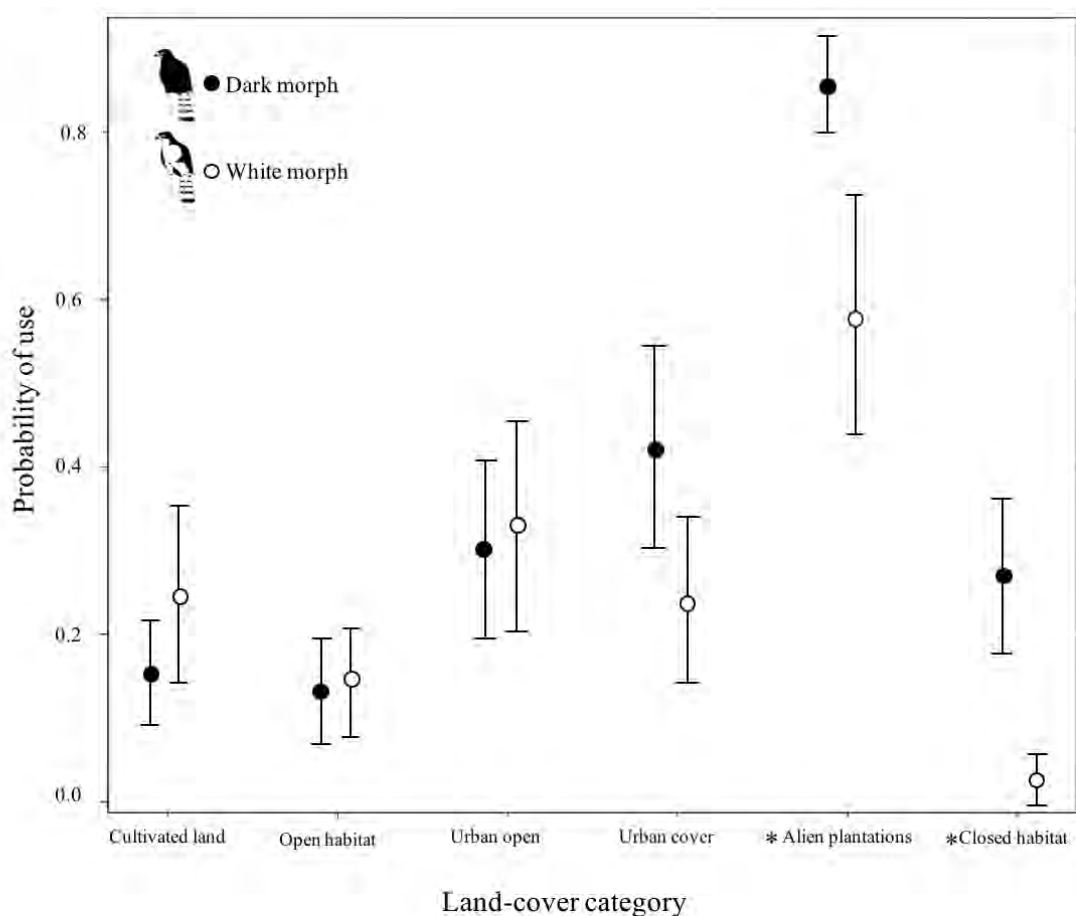 Dark morph
White morph
Probability of use
0.8
0.6
0.4
0.2
0.0
Cultivated land
Open habitat
Urban open
Urban cover
* Alien plantations
*Closed habitat
Land-cover category